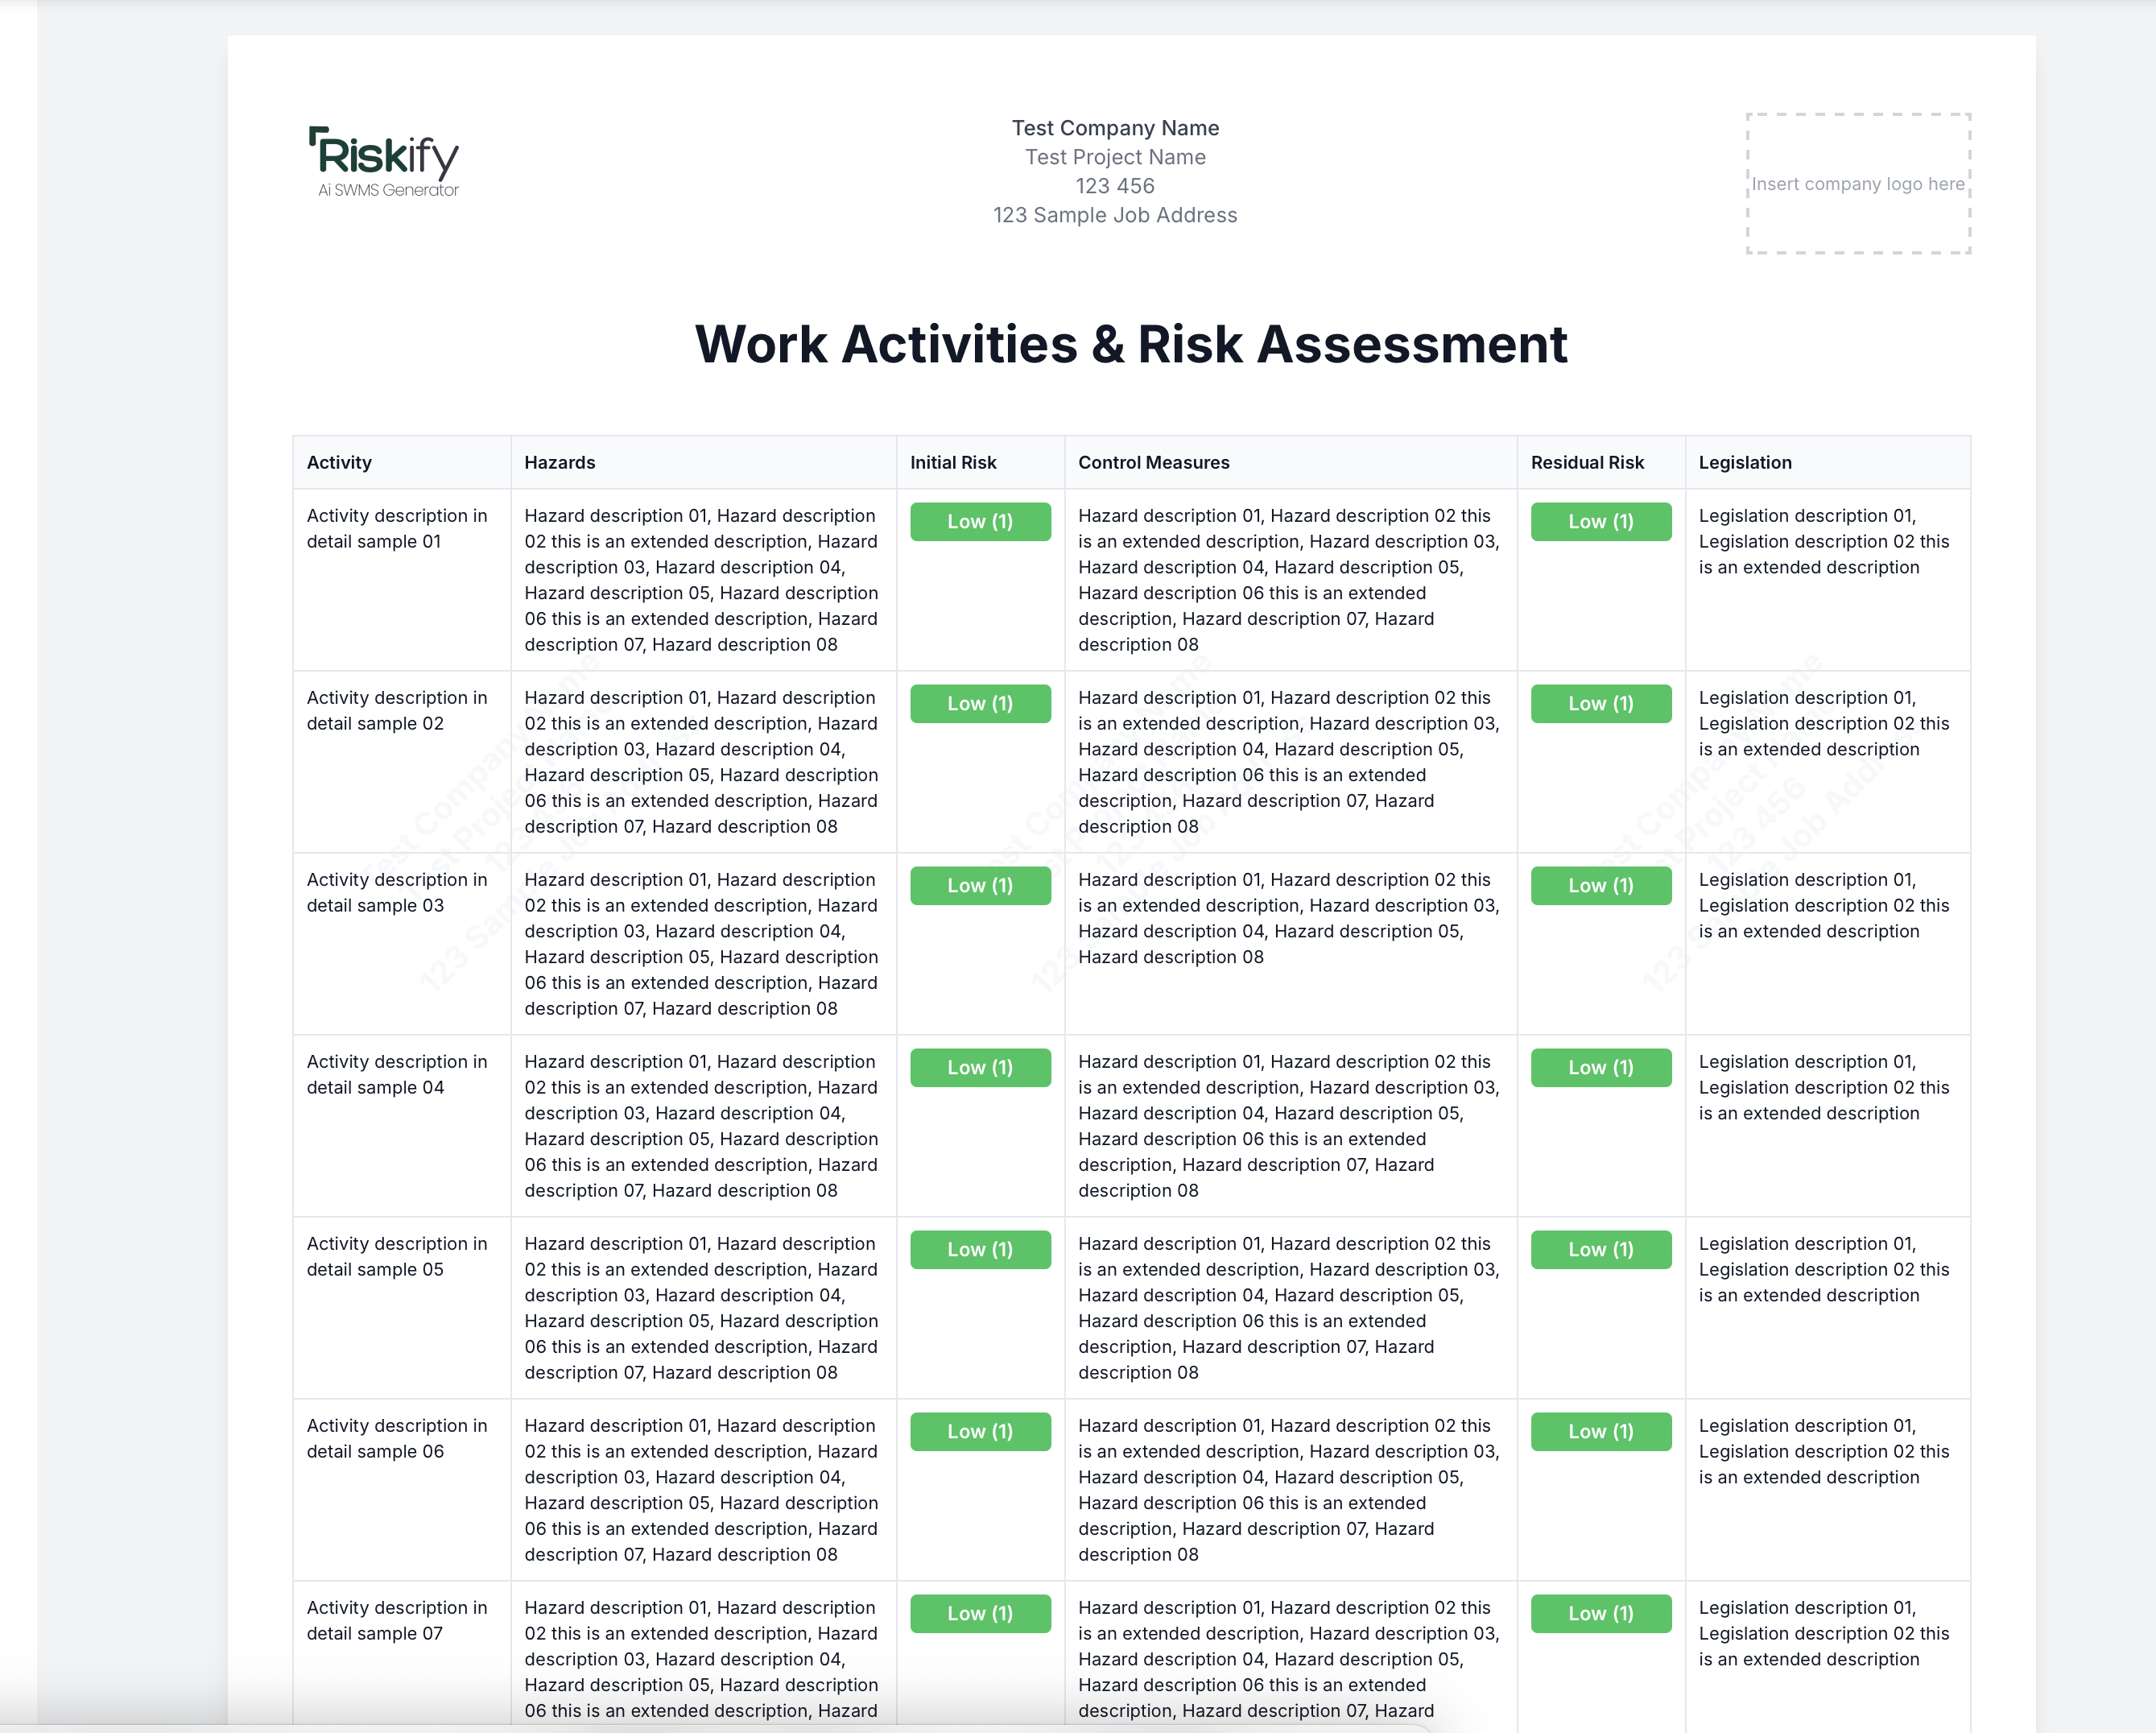 Riskify
Ai SWMS Generator
Test Company Name
Test Project Name
123 456
123 Sample Job Address
Insert company logo here
Work Activities & Risk Assessment
Activity
Hazards
Initial Risk
Control Measures
Residual Risk
Legislation
Activity description in
detail sample 01
Hazard description 01, Hazard description
02 this is an extended description, Hazard
description 03, Hazard description 04,
Hazard description 05, Hazard description
06 this is an extended description, Hazard
description 07, Hazard description 08
Low (1)
Hazard description 01, Hazard description 02 this
is an extended description, Hazard description 03,
Hazard description 04, Hazard description 05,
Hazard description 06 this is an extended
description, Hazard description 07, Hazard
description 08
Low (1)
Legislation description 01,
Legislation description 02 this
is an extended description
Activity description in
detail sample 02
Hazard description 01, Hazard description
02 this is an extended description, Hazard
description 03, Hazard description 04,
Hazard description 05, Hazard description
06 this is an extended description, Hazard
description 07, Hazard description 08
Low (1)
Hazard description 01, Hazard description 02 this
is an extended description, Hazard description 03,
Hazard description 04, Hazard description 05,
Hazard description 06 this is an extended
description, Hazard description 07, Hazard
description 08
Low (1)
Legislation description 01,
Legislation description 02 this
is an extended description
Activity description in
detail sample 03
Hazard description 01, Hazard description
02 this is an extended description, Hazard
description 03, Hazard description 04,
Hazard description 05, Hazard description
06 this is an extended description, Hazard
description 07, Hazard description 08
Low (1)
Hazard description 01, Hazard description 02 this
is an extended description, Hazard description 03,
Hazard description 04, Hazard description 05,
Hazard description 08
Low (1)
Legislation description 01,
Legislation description 02 this
is an extended description
Activity description in
detail sample 04
Hazard description 01, Hazard description
02 this is an extended description, Hazard
description 03, Hazard description 04,
Hazard description 05, Hazard description
06 this is an extended description, Hazard
description 07, Hazard description 08
Low (1)
Hazard description 01, Hazard description 02 this
is an extended description, Hazard description 03,
Hazard description 04, Hazard description 05,
Hazard description 06 this is an extended
description, Hazard description 07, Hazard
description 08
Low (1)
Legislation description 01,
Legislation description 02 this
is an extended description
Activity description in
detail sample 05
Hazard description 01, Hazard description
02 this is an extended description, Hazard
description 03, Hazard description 04,
Hazard description 05, Hazard description
06 this is an extended description, Hazard
description 07, Hazard description 08
Low (1)
Hazard description 01, Hazard description 02 this
is an extended description, Hazard description 03,
Hazard description 04, Hazard description 05,
Hazard description 06 this is an extended
description, Hazard description 07, Hazard
description 08
Low (1)
Legislation description 01,
Legislation description 02 this
is an extended description
Activity description in
detail sample 06
Hazard description 01, Hazard description
02 this is an extended description, Hazard
description 03, Hazard description 04,
Hazard description 05, Hazard description
06 this is an extended description, Hazard
description 07, Hazard description 08
Low (1)
Hazard description 01, Hazard description 02 this
is an extended description, Hazard description 03,
Hazard description 04, Hazard description 05,
Hazard description 06 this is an extended
description, Hazard description 07, Hazard
description 08
Low (1)
Legislation description 01,
Legislation description 02 this
is an extended description
Activity description in
detail sample 07
Hazard description 01, Hazard description
02 this is an extended description, Hazard
description 03, Hazard description 04,
Hazard description 05, Hazard description
06 this is an extended description, Hazard
Low (1)
Hazard description 01, Hazard description 02 this
is an extended description, Hazard description 03,
Hazard description 04, Hazard description 05,
Hazard description 06 this is an extended
description, Hazard description 07, Hazard
Low (1)
Legislation description 01,
Legislation description 02 this
is an extended description